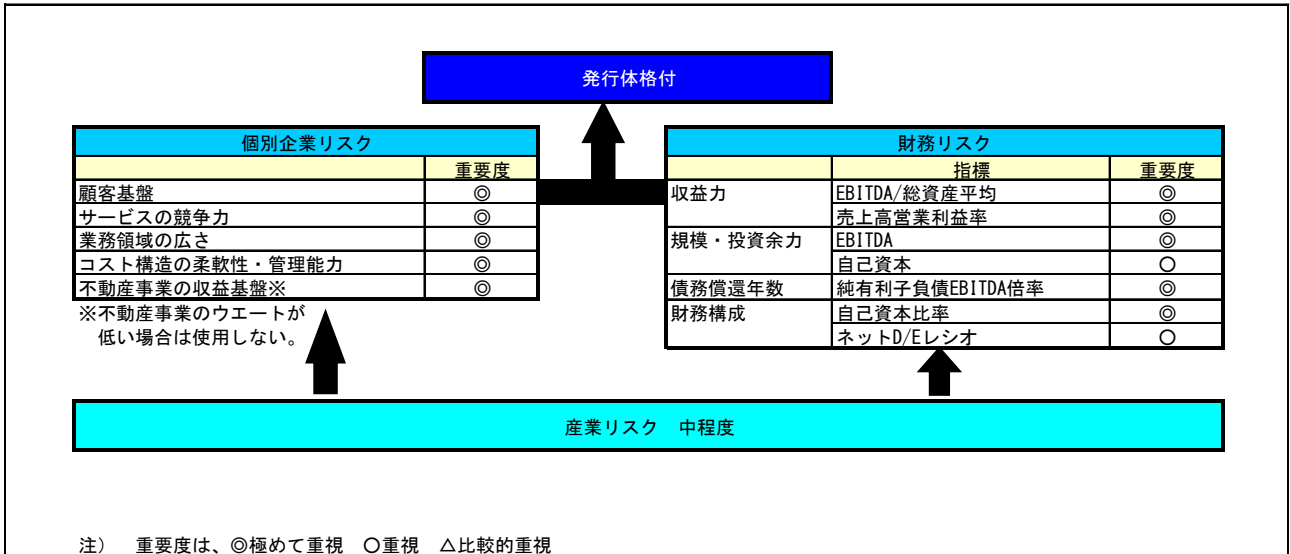 発行体格付
個別企業リスク
重要度
顧客基盤 ◎
サービスの競争力 ◎
業務領域の広さ ◎
コスト構造の柔軟性・管理能力 ◎
不動産事業の収益基盤※ ◎
※不動産事業のウエートが
低い場合は使用しない。
財務リスク
指標 重要度
収益力 EBITDA/総資産平均 ◎
売上高営業利益率 ◎
規模・投資余力 EBITDA ◎
自己資本 ○
債務償還年数 純有利子負債EBITDA倍率 ◎
財務構成 自己資本比率 ◎
ネットD/Eレシオ ○
産業リスク 中程度
注) 重要度は、◎極めて重視 ○重視 △比較的重視